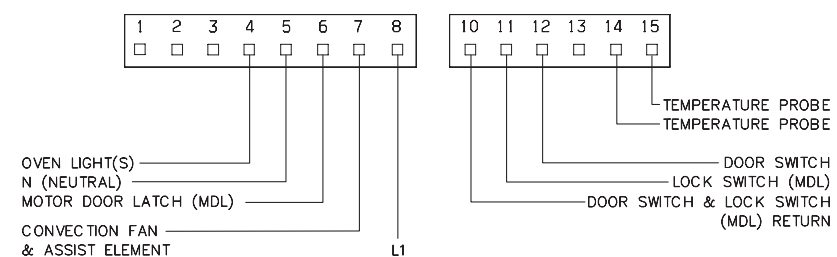 1 2 3 4 5 6 7 8
10 11 12 13 14 15
TEMPERATURE PROBE
TEMPERATURE PROBE
OVEN LIGHT(S)
DOOR SWITCH
N (NEUTRAL)
LOCK SWITCH (MDL)
MOTOR DOOR LATCH (MDL)
DOOR SWITCH & LOCK SWITCH
(MDL) RETURN
CONVECTION FAN
& ASSIST ELEMENT
L1